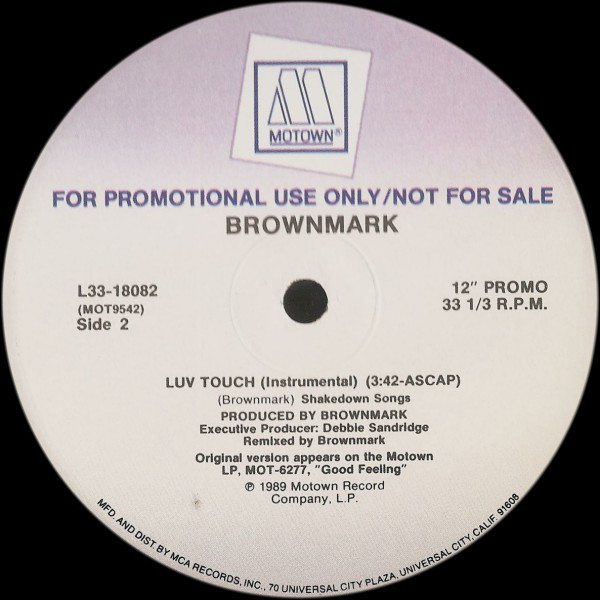 MOTOWN®
FOR PROMOTIONAL USE ONLY/NOT FOR SALE
BROWNMARK
L33-18082
(MOT9542)
Side 2
12" PROMO
33 1/3 R.P.M.
LUV TOUCH (Instrumental) (3:42-ASCAP)
(Brownmark) Shakedown Songs
PRODUCED BY BROWNMARK
Executive Producer: Debbie Sandridge
Remixed by Brownmark
Original version appears on the Motown
LP, MOT-6277, "Good Feeling"
℗ 1989 Motown Record
Company, L.P.
MFD. AND DIST. BY MCA RECORDS, INC., 70 UNIVERSAL CITY PLAZA, UNIVERSAL CITY, CALIF. 91608